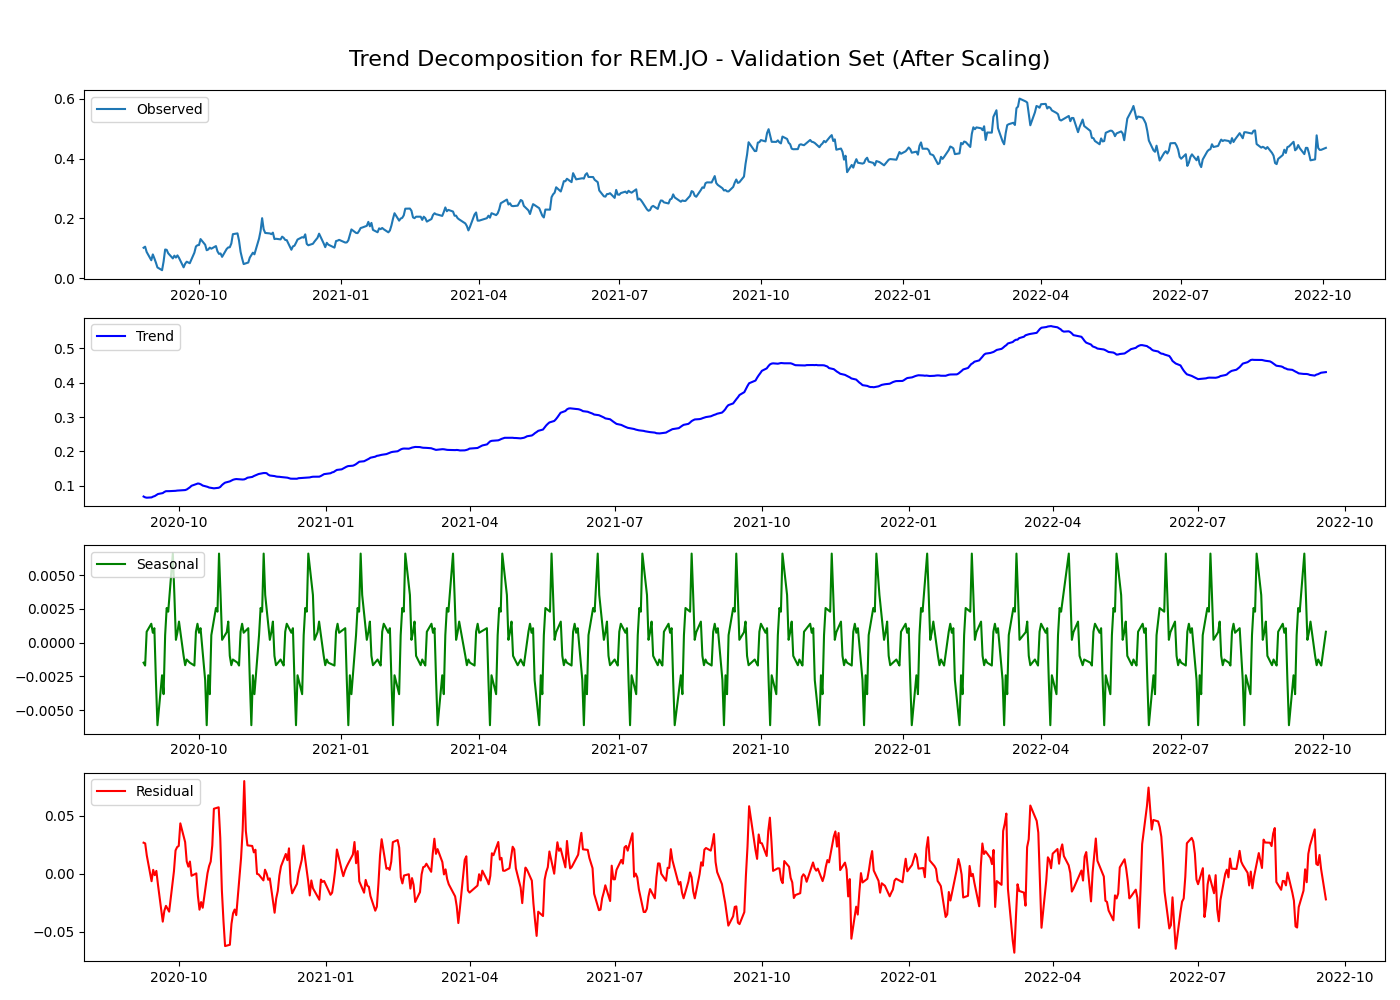 Trend Decomposition for REM.JO - Validation Set (After Scaling)
Observed
0.6
0.4
0.2
0.0
2020-10 2021-01 2021-04 2021-07 2021-10 2022-01 2022-04 2022-07 2022-10
Trend
0.5
0.4
0.3
0.2
0.1
2020-10 2021-01 2021-04 2021-07 2021-10 2022-01 2022-04 2022-07 2022-10
Seasonal
0.0050
0.0025
0.0000
−0.0025
−0.0050
2020-10 2021-01 2021-04 2021-07 2021-10 2022-01 2022-04 2022-07 2022-10
Residual
0.05
0.00
−0.05
2020-10 2021-01 2021-04 2021-07 2021-10 2022-01 2022-04 2022-07 2022-10